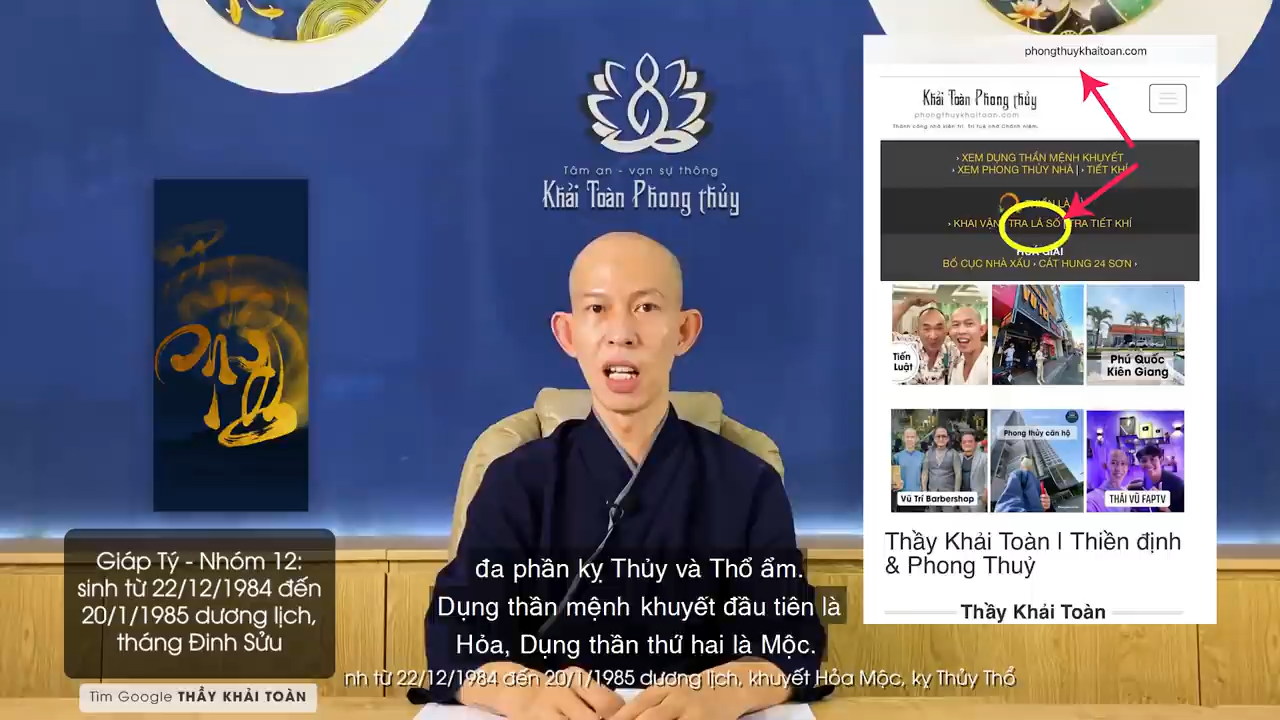 Tâm an - vạn sự thông
Khải Toàn Phong thủy
Giáp Tý - Nhóm 12:
sinh từ 22/12/1984 đến
20/1/1985 dương lịch,
tháng Đinh Sửu
Tìm Google THẦY KHẢI TOÀN
đa phần kỵ Thủy và Thổ ẩm.
Dụng thần mệnh khuyết đầu tiên là
Hỏa, Dụng thần thứ hai là Mộc.
nh từ 22/12/1984 đến 20/1/1985 dương lịch, khuyết Hỏa Mộc, kỵ Thủy Thổ
phongthuykhaitoan.com
Khải Toàn Phong thủy
phongthuykhaitoan.com
› XEM DỤNG THẦN MỆNH KHUYẾT
› XEM PHONG THỦY NHÀ | › TIẾT KHÍ
› KHAI VẬN TRA LÁ SỐ | TRA TIẾT KHÍ
HOÁ GIẢI
BỐ CỤC NHÀ XẤU › CÁT HUNG 24 SƠN ›
Tiến
Luật
Phú Quốc
Kiên Giang
Vũ Trí Barbershop
Phong thủy căn hộ
THÁI VŨ FAPTV
Thầy Khải Toàn | Thiền định
& Phong Thuỷ
Thầy Khải Toàn